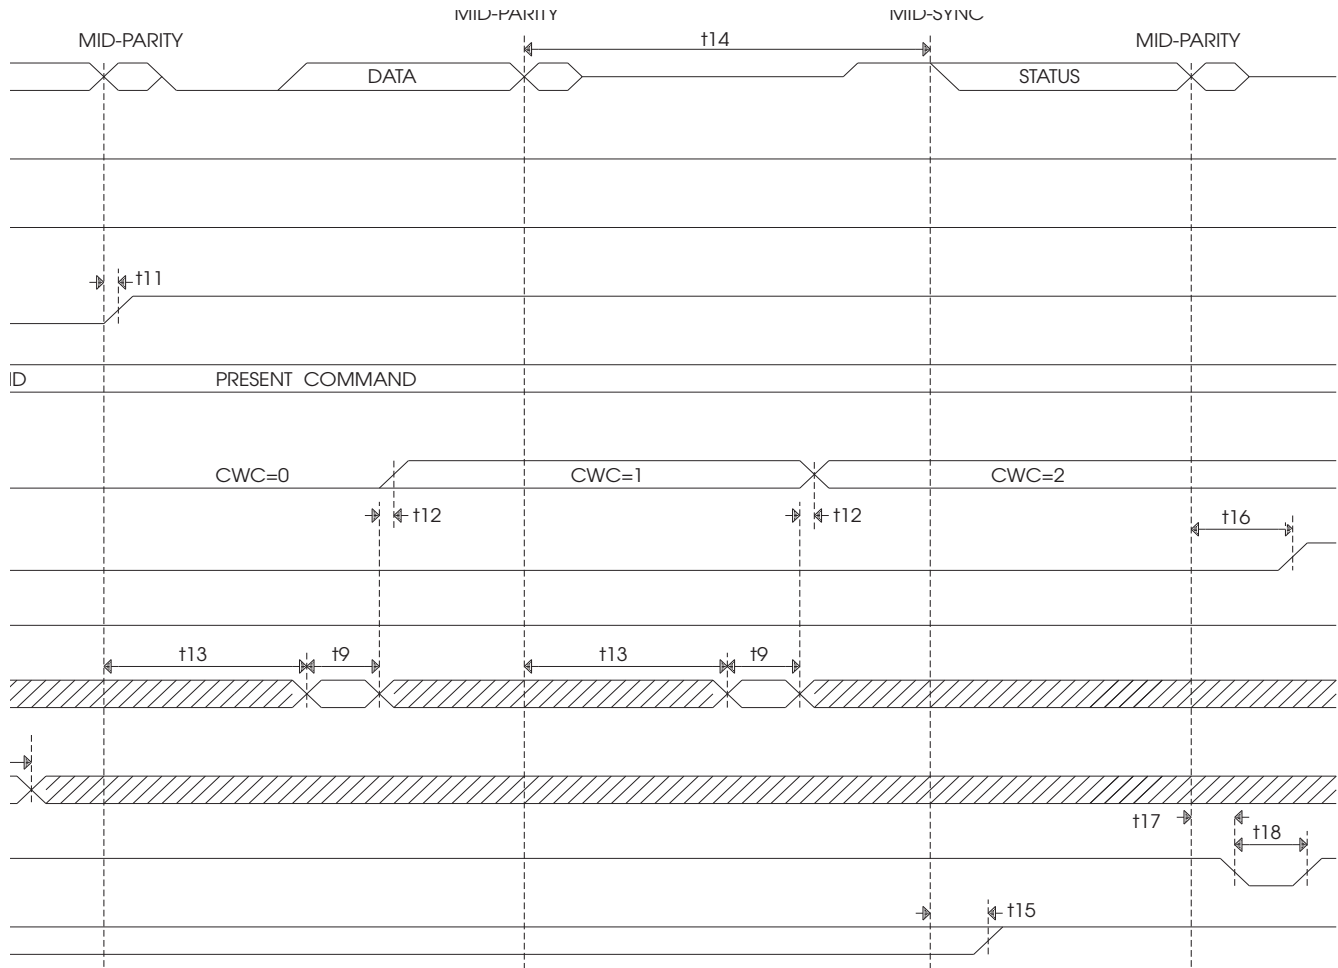 MID-PARITY MID-SYNC
MID-PARITY t14 MID-PARITY
DATA STATUS
t11
PRESENT COMMAND
CWC=0 CWC=1 CWC=2
t12 t12 t16
t13 t9 t13 t9
t17 t18
t15